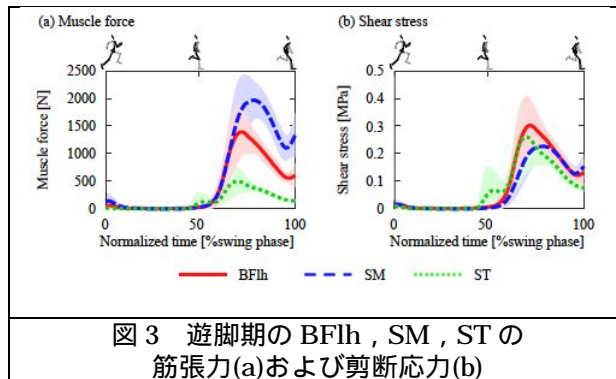 (a) Muscle force
(b) Shear stress
Muscle force [N]
2500
2000
1500
1000
500
0
0
50
100
Normalized time [%swing phase]
Shear stress [MPa]
0.5
0.4
0.3
0.2
0.1
0
0
50
100
Normalized time [%swing phase]
BFlh
SM
ST
図 3 遊脚期の BFlh , SM , ST の
筋張力(a)および剪断応力(b)